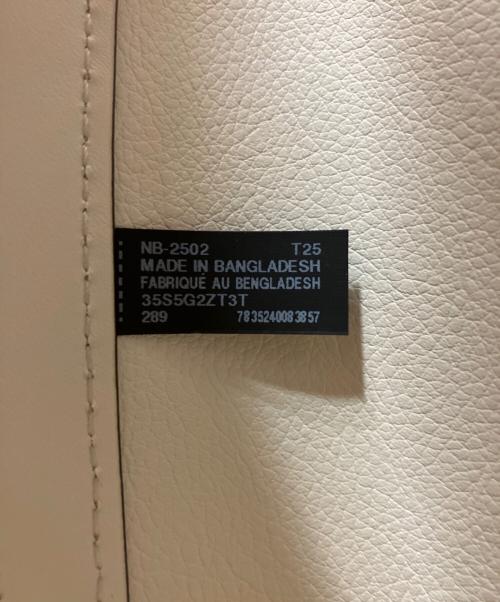 NB-2502 T25
MADE IN BANGLADESH
FABRIQUÉ AU BENGLADESH
35S5G2ZT3T
289 783524008 3857